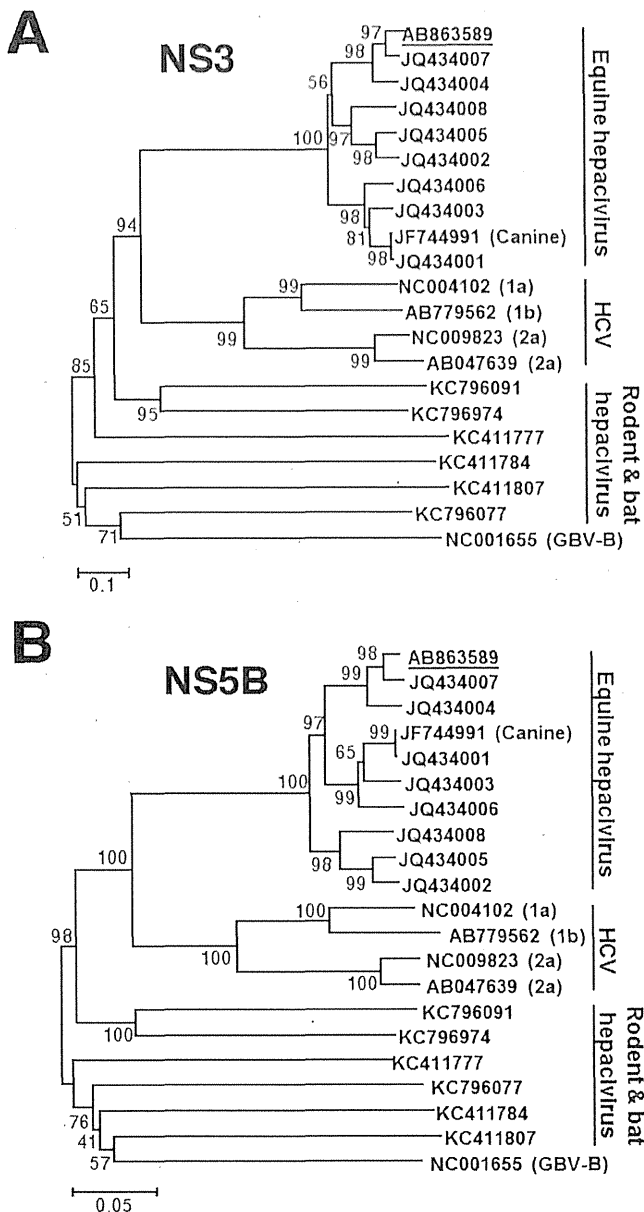 A
NS3
97
AB863589
98
JQ434007
JQ434004
56
JQ434008
100
97
JQ434005
98
JQ434002
JQ434006
98
JQ434003
81
JF744991 (Canine)
98
JQ434001
Equine hepacivirus
94
99
NC004102 (1a)
AB779562 (1b)
99
NC009823 (2a)
99
AB047639 (2a)
HCV
65
85
KC796091
95
KC796974
KC411777
KC411784
KC411807
51
KC796077
71
NC001655 (GBV-B)
Rodent & bat
hepacivirus
0.1
B
NS5B
98
AB863589
99
JQ434007
JQ434004
97
99
JF744991 (Canine)
65
JQ434001
JQ434003
99
JQ434006
100
JQ434008
98
JQ434005
99
JQ434002
Equine hepacivirus
100
100
NC004102 (1a)
AB779562 (1b)
100
NC009823 (2a)
100
AB047639 (2a)
HCV
98
KC796091
100
KC796974
KC411777
KC796077
76
KC411784
41
KC411807
57
NC001655 (GBV-B)
Rodent & bat
hepacivirus
0.05